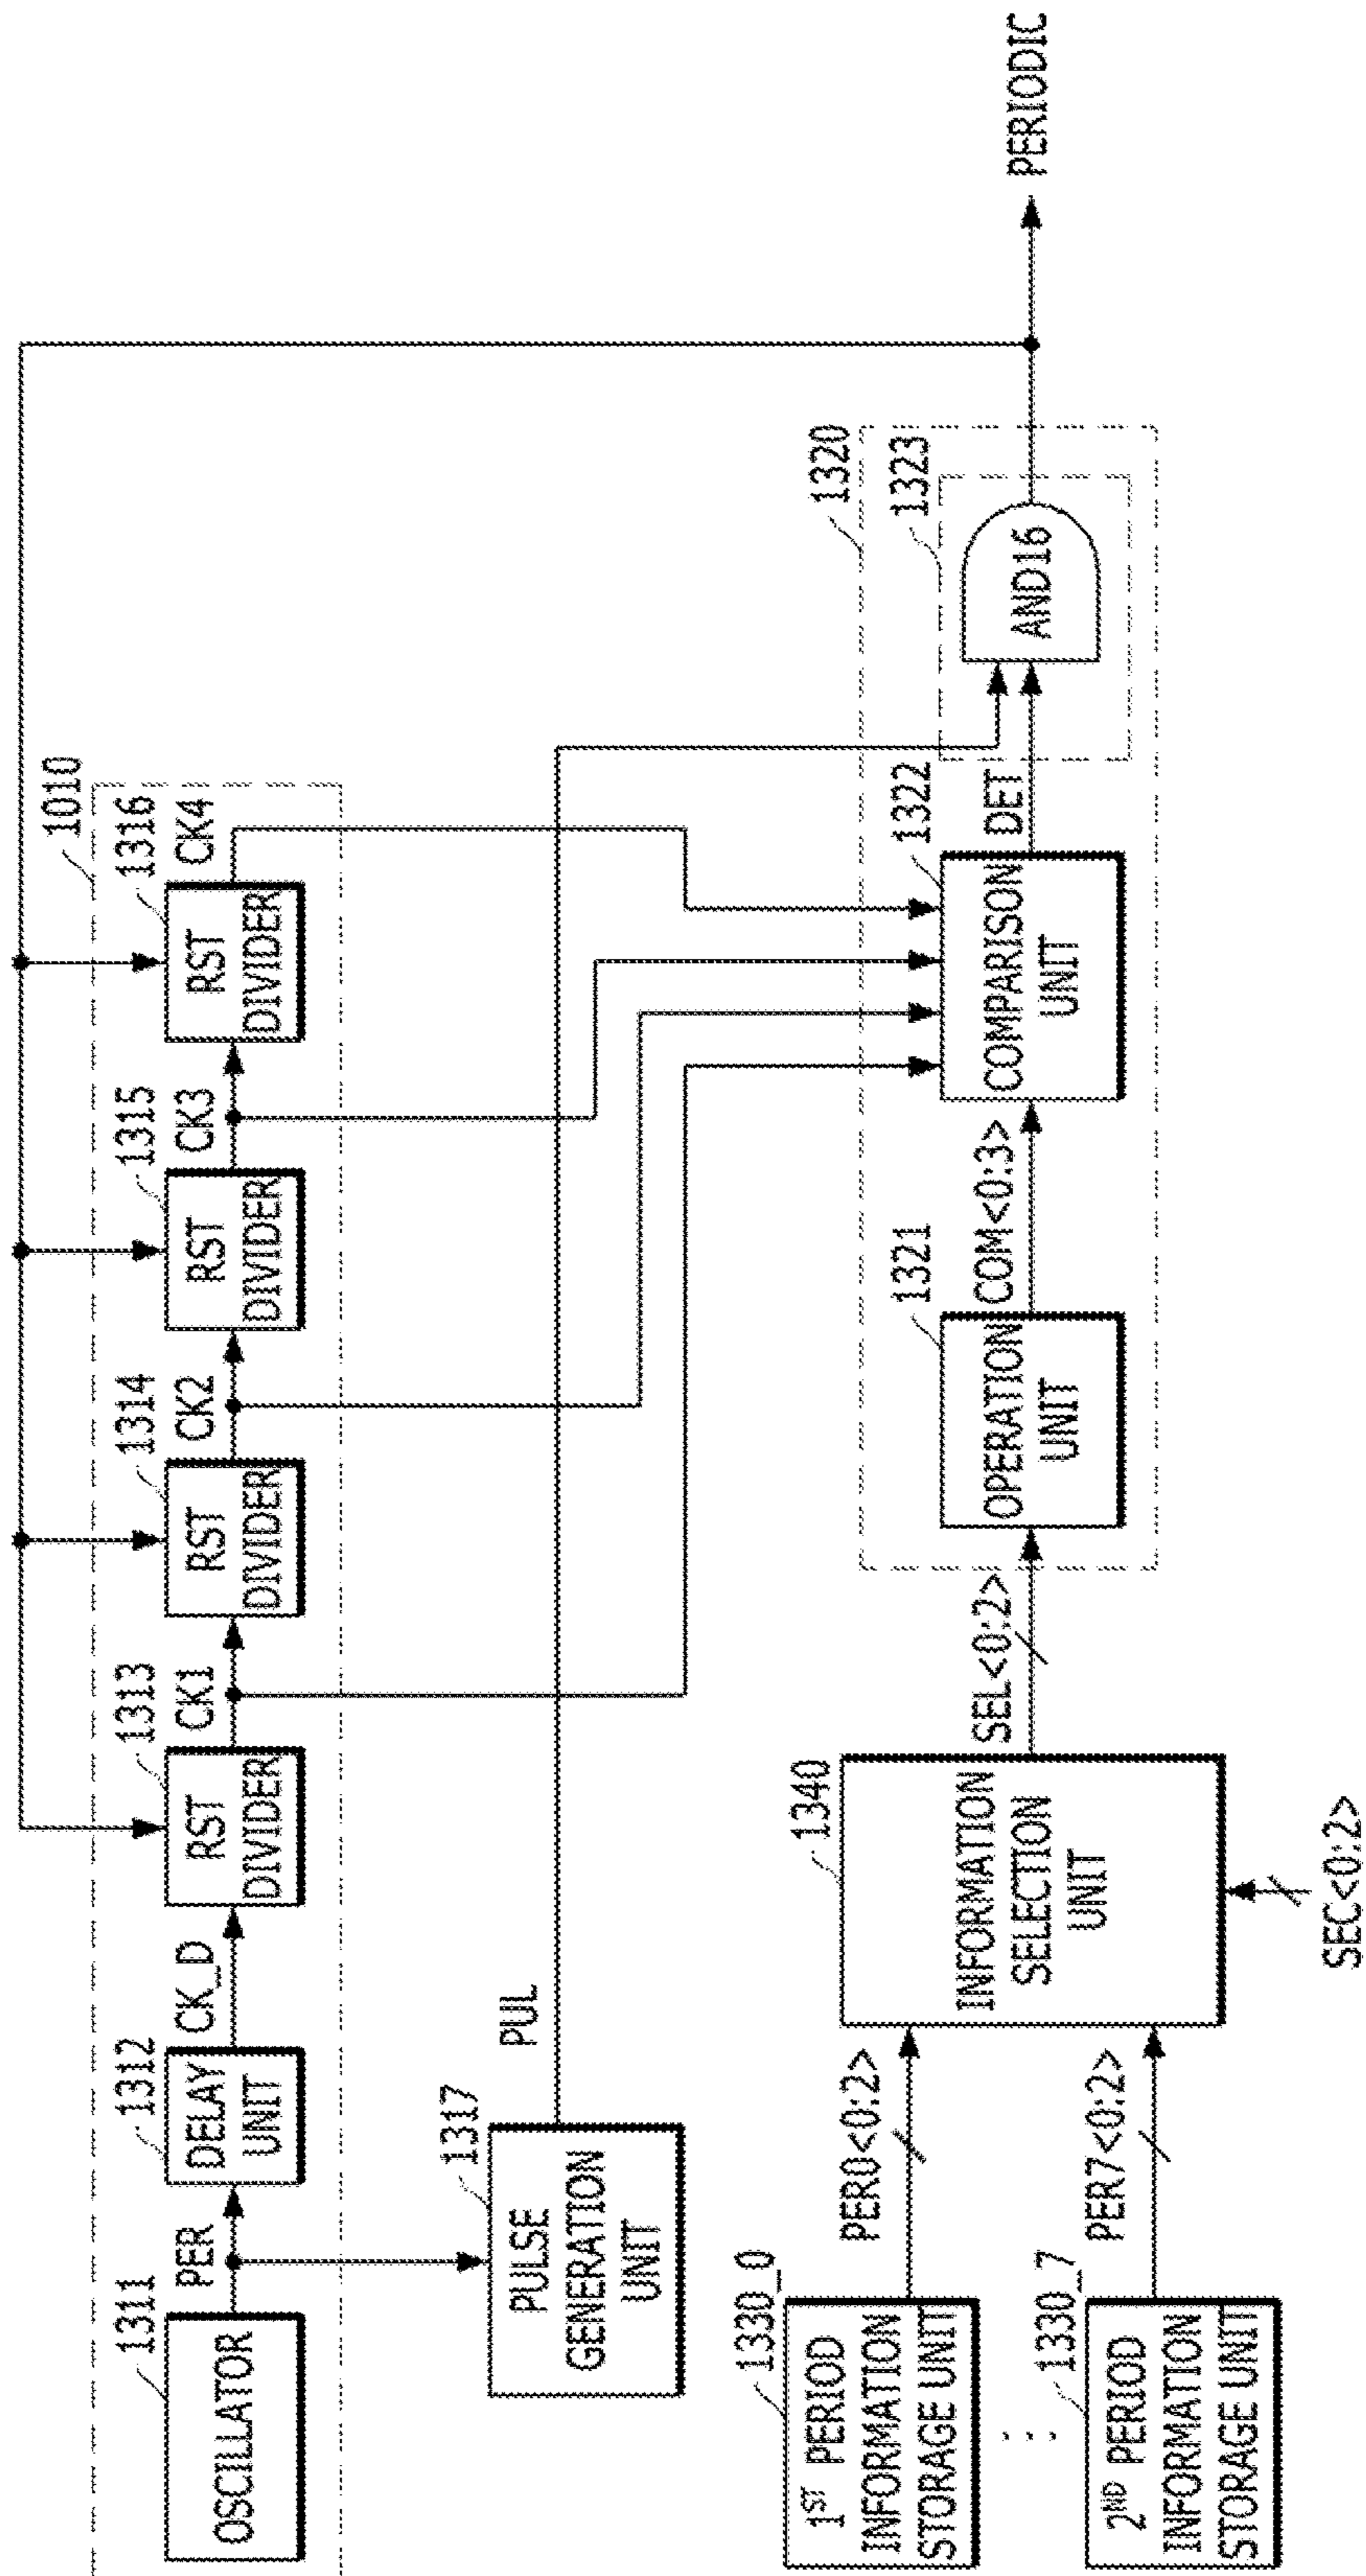 1010
1311
OSCILLATOR
PER
1312
DELAY
UNIT
CK_D
1313
RST
DIVIDER
CK1
1314
RST
DIVIDER
CK2
1315
RST
DIVIDER
CK3
1316
RST
DIVIDER
CK4
1317
PULSE
GENERATION
UNIT
PUL
1330_0
1ST PERIOD
INFORMATION
STORAGE UNIT
PER0<0:2>
1330_7
2ND PERIOD
INFORMATION
STORAGE UNIT
PER7<0:2>
1340
INFORMATION
SELECTION
UNIT
SEC<0:2>
SEL<0:2>
1320
1321
OPERATION
UNIT
COM<0:3>
1322
COMPARISON
UNIT
DET
1323
AND16
PERIODIC